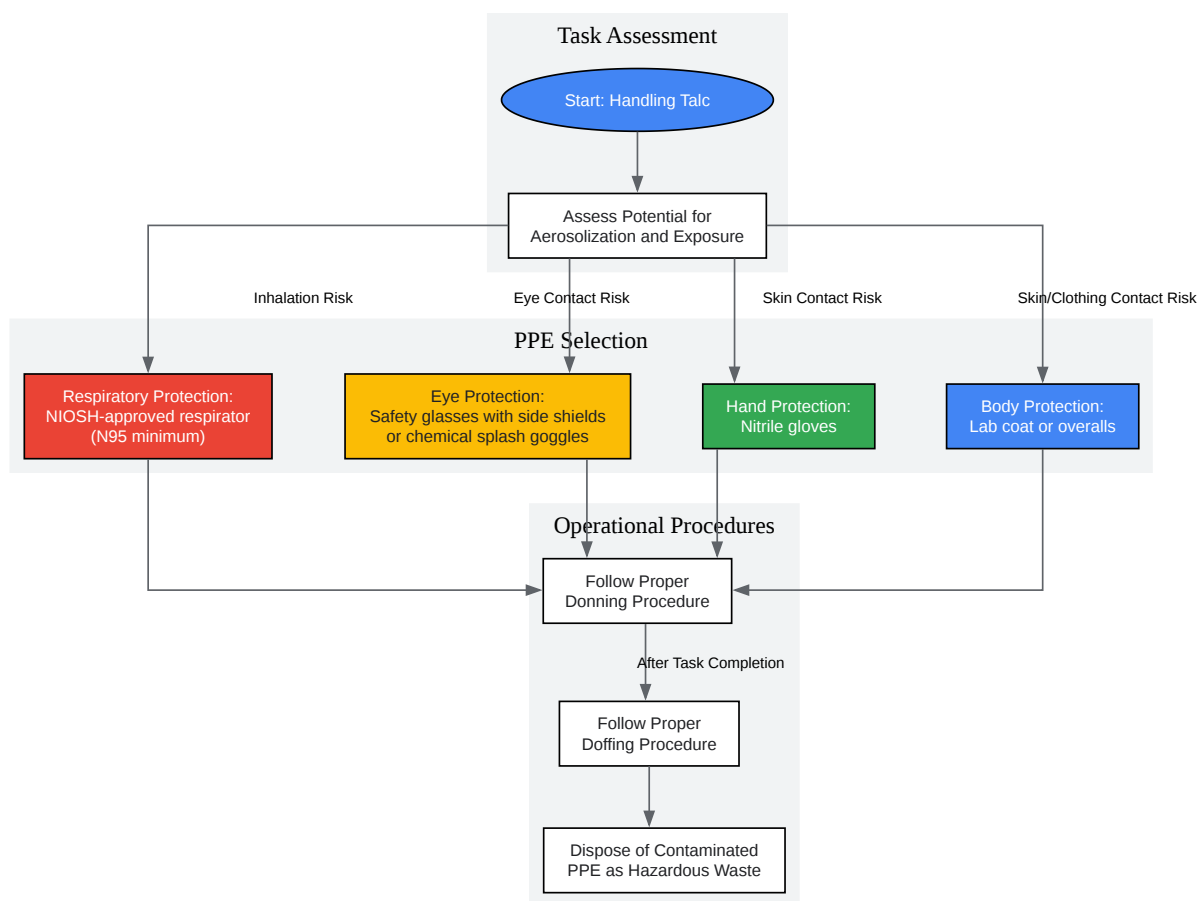 Task Assessment
Start: Handling Talc
Assess Potential for
Aerosolization and Exposure
Inhalation Risk
Eye Contact Risk
Skin Contact Risk
Skin/Clothing Contact Risk
PPE Selection
Respiratory Protection:
NIOSH-approved respirator
(N95 minimum)
Eye Protection:
Safety glasses with side shields
or chemical splash goggles
Hand Protection:
Nitrile gloves
Body Protection:
Lab coat or overalls
Operational Procedures
Follow Proper
Donning Procedure
After Task Completion
Follow Proper
Doffing Procedure
Dispose of Contaminated
PPE as Hazardous Waste